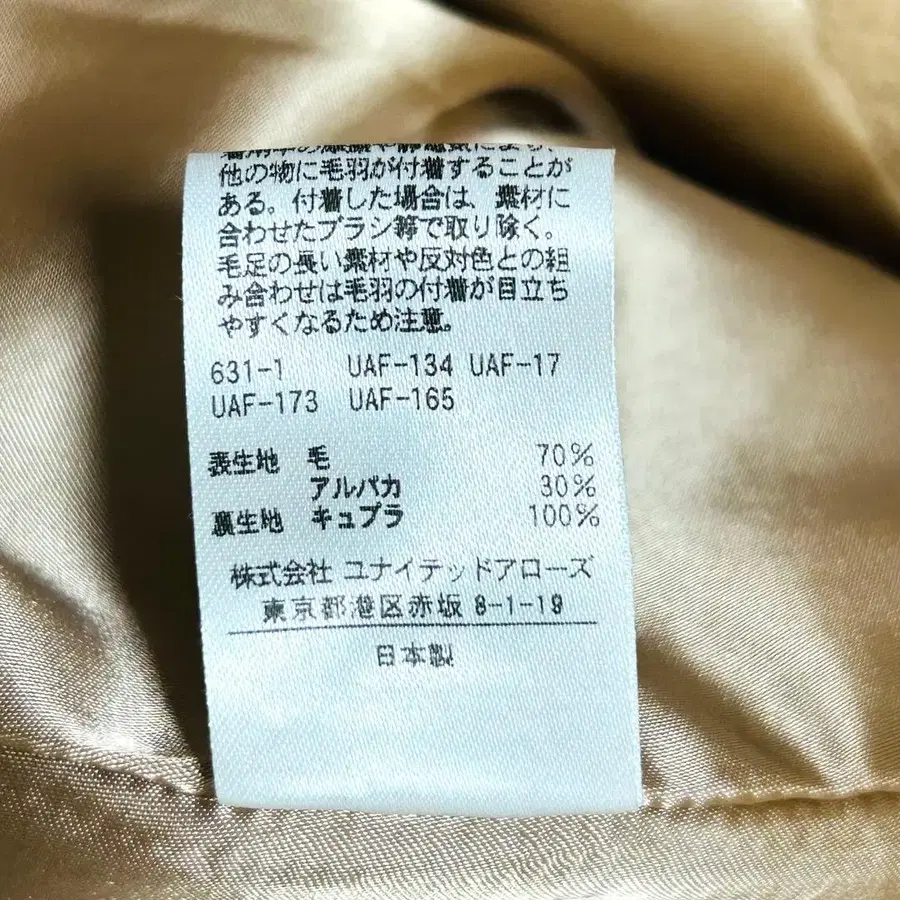 他の物に毛羽が付着することが
ある。付着した場合は、素材に
合わせたブラシ等で取り除く。
毛足の長い素材や反対色との組
み合わせは毛羽の付着が目立ち
やすくなるため注意。
631-1 UAF-134 UAF-17
UAF-173 UAF-165
表生地 毛 70%
アルパカ 30%
裏生地 キュプラ 100%
株式会社 ユナイテッドアローズ
東京都港区赤坂 8-1-19
日本製